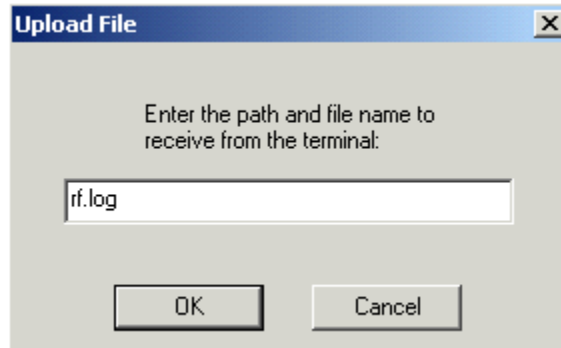 Upload File
Enter the path and file name to
receive from the terminal:
rf.log
OK
Cancel